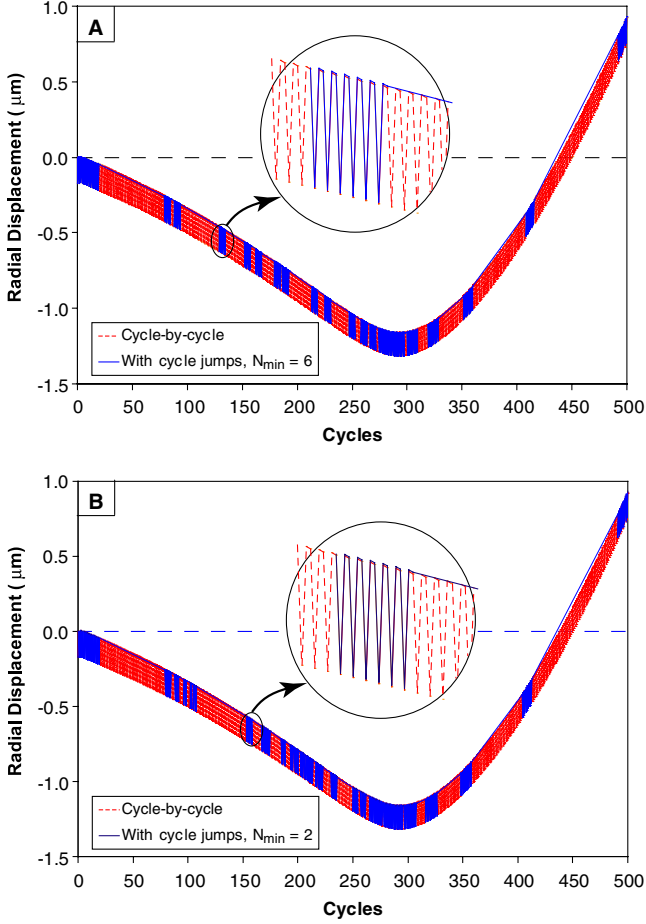 A
1.0
0.5
0.0
-0.5
-1.0
-1.5
Radial Displacement ( μm)
Cycle-by-cycle
With cycle jumps, Nmin = 6
0 50 100 150 200 250 300 350 400 450 500
Cycles
B
1.0
0.5
0.0
-0.5
-1.0
-1.5
Radial Displacement ( μm)
Cycle-by-cycle
With cycle jumps, Nmin = 2
0 50 100 150 200 250 300 350 400 450 500
Cycles